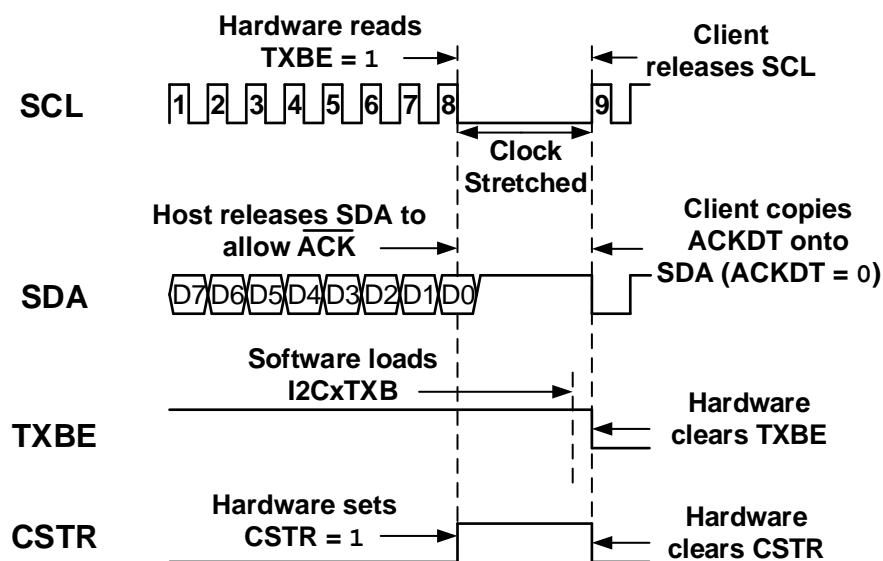 Hardware reads
TXBE = 1
Client
releases SCL
SCL
1 2 3 4 5 6 7 8 9
Clock
Stretched
Host releases SDA to
allow A̅C̅K̅
Client copies
ACKDT onto
SDA (ACKDT = 0)
SDA
D7 D6 D5 D4 D3 D2 D1 D0
Software loads
I2CxTXB
TXBE
Hardware
clears TXBE
Hardware sets
CSTR = 1
CSTR
Hardware
clears CSTR